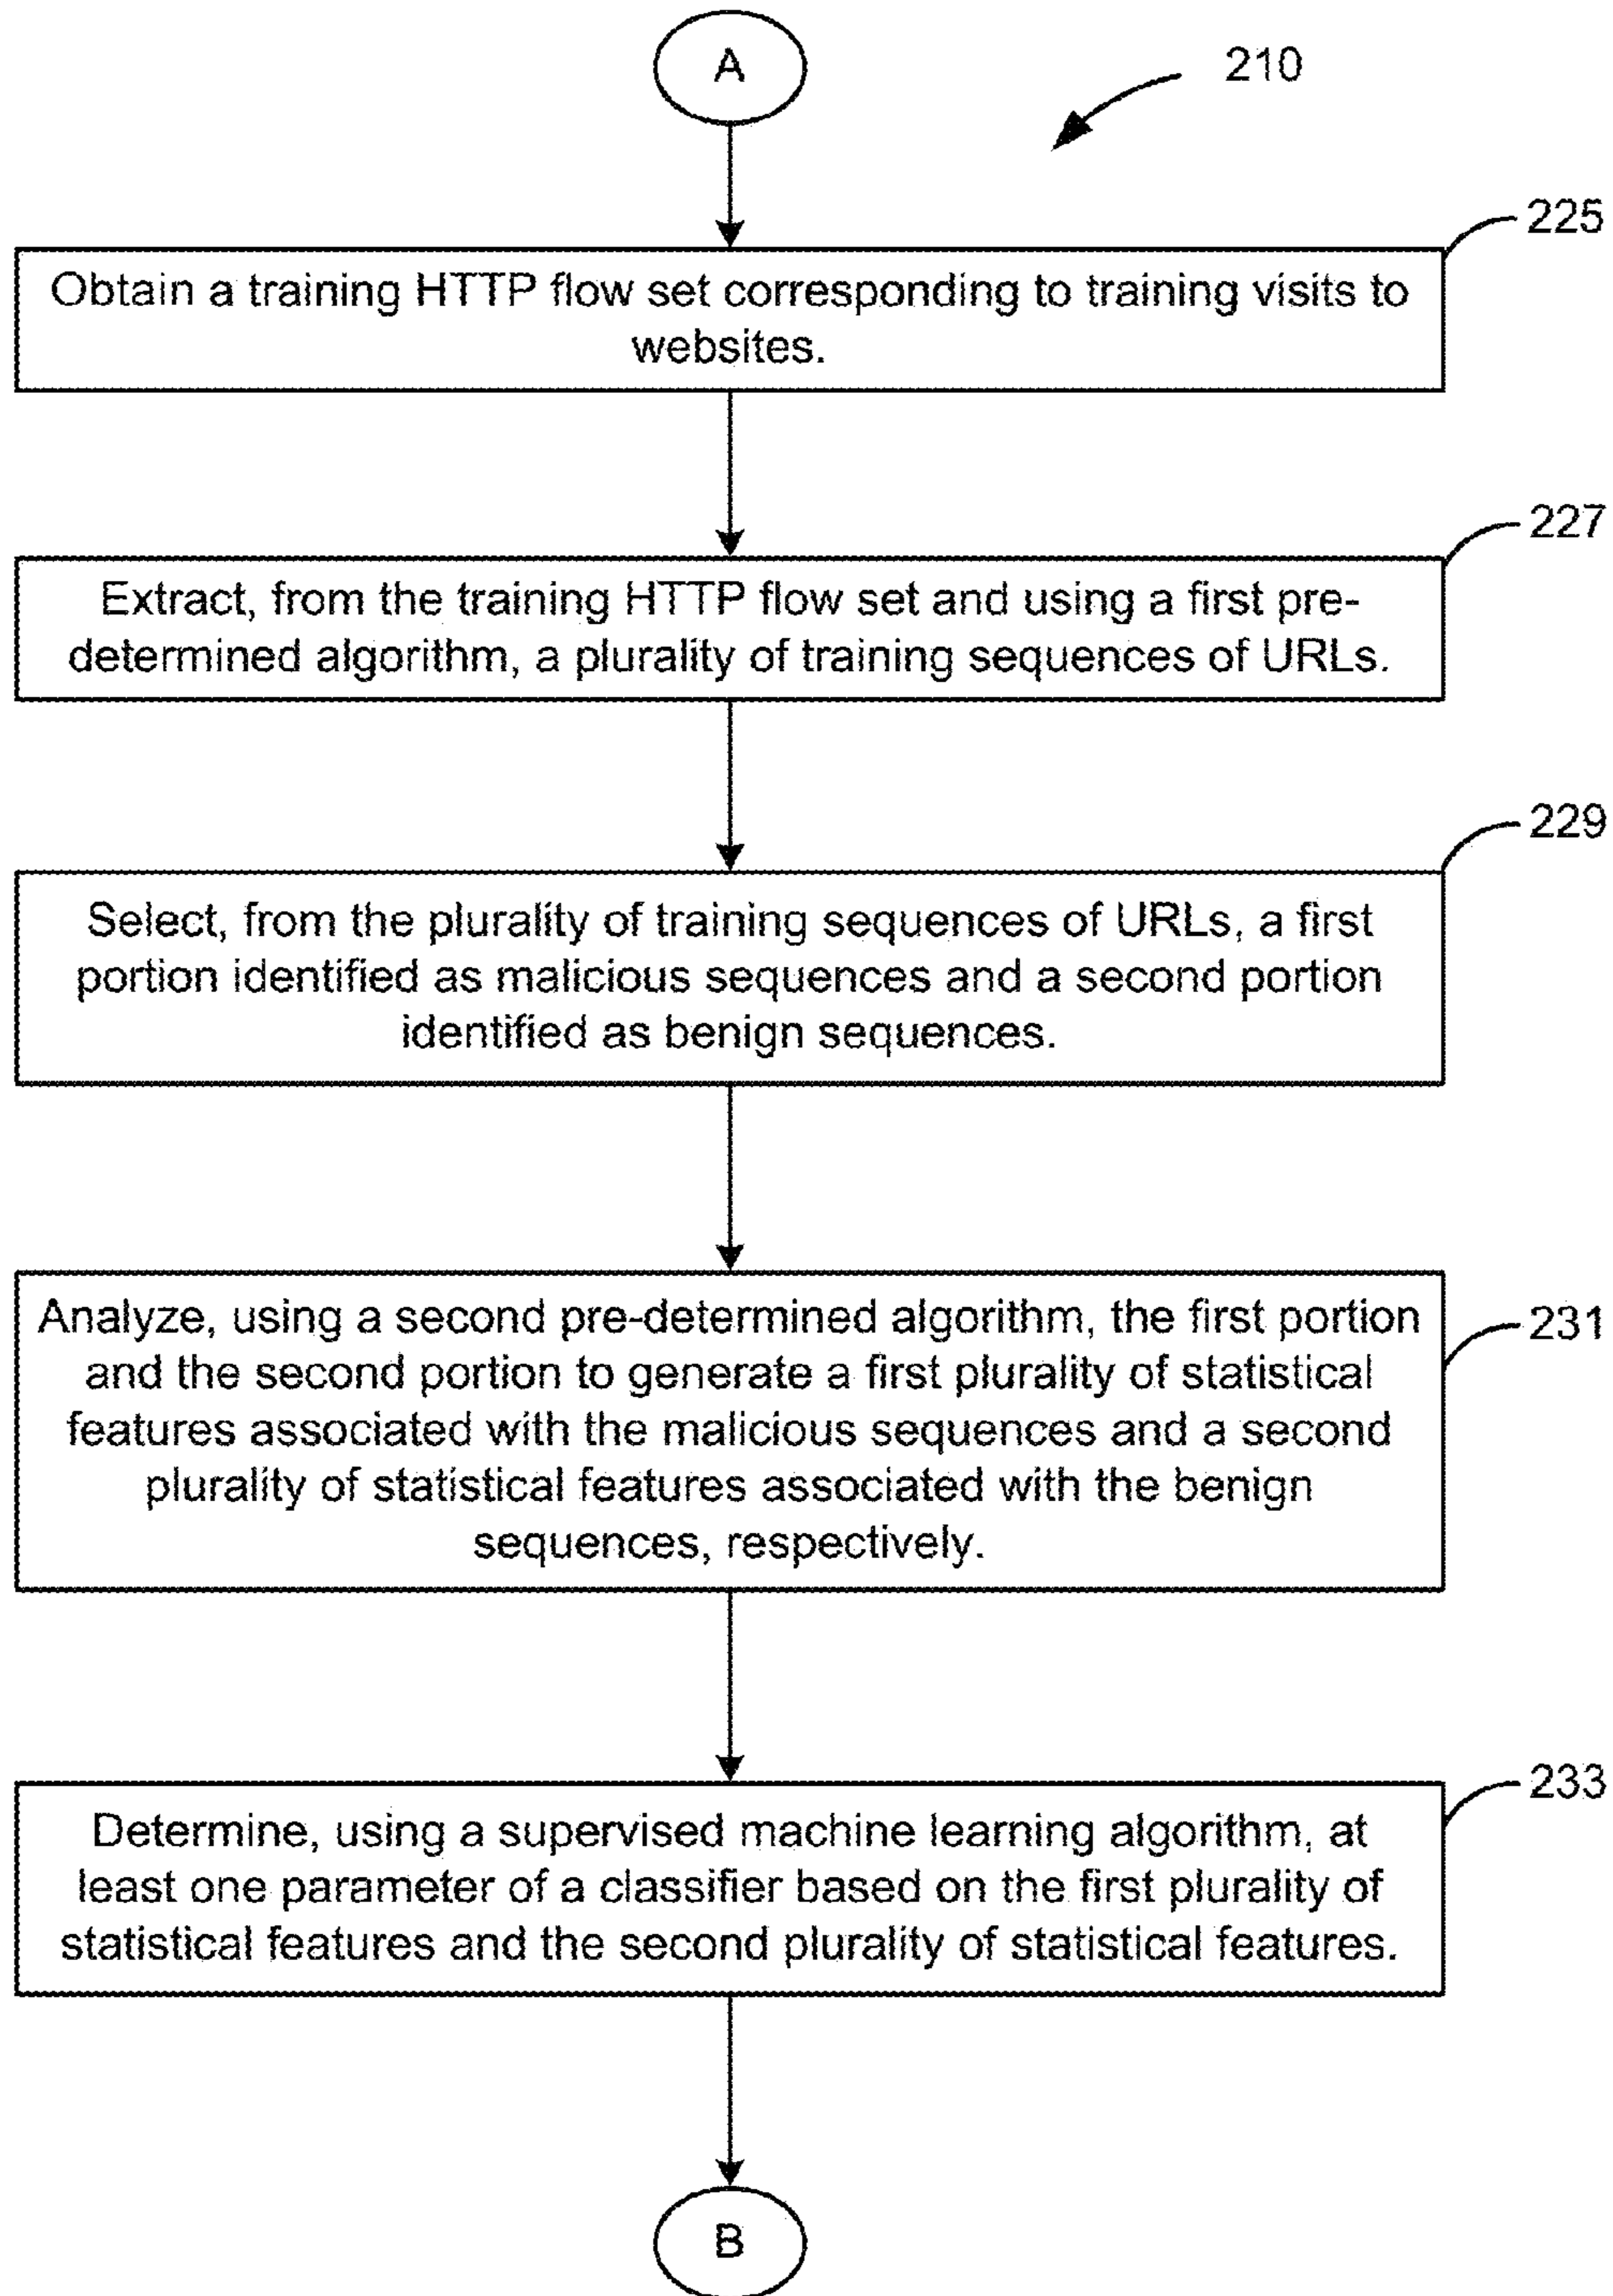 A
210
225
Obtain a training HTTP flow set corresponding to training visits to
websites.
227
Extract, from the training HTTP flow set and using a first pre-
determined algorithm, a plurality of training sequences of URLs.
229
Select, from the plurality of training sequences of URLs, a first
portion identified as malicious sequences and a second portion
identified as benign sequences.
231
Analyze, using a second pre-determined algorithm, the first portion
and the second portion to generate a first plurality of statistical
features associated with the malicious sequences and a second
plurality of statistical features associated with the benign
sequences, respectively.
233
Determine, using a supervised machine learning algorithm, at
least one parameter of a classifier based on the first plurality of
statistical features and the second plurality of statistical features.
B